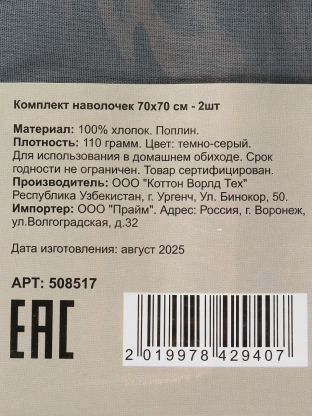 Комплект наволочек 70х70 см - 2шт
Материал: 100% хлопок. Поплин.
Плотность: 110 грамм. Цвет: темно-серый.
Для использования в домашнем обиходе. Срок
годности не ограничен. Товар сертифицирован.
Производитель: ООО "Коттон Ворлд Тех"
Республика Узбекистан, г. Ургенч, Ул. Бинокор, 50.
Импортер: ООО "Прайм". Адрес: Россия, г. Воронеж,
ул.Волгоградская, д.32
Дата изготовления: август 2025
АРТ: 508517
EAC
2 019978 429407